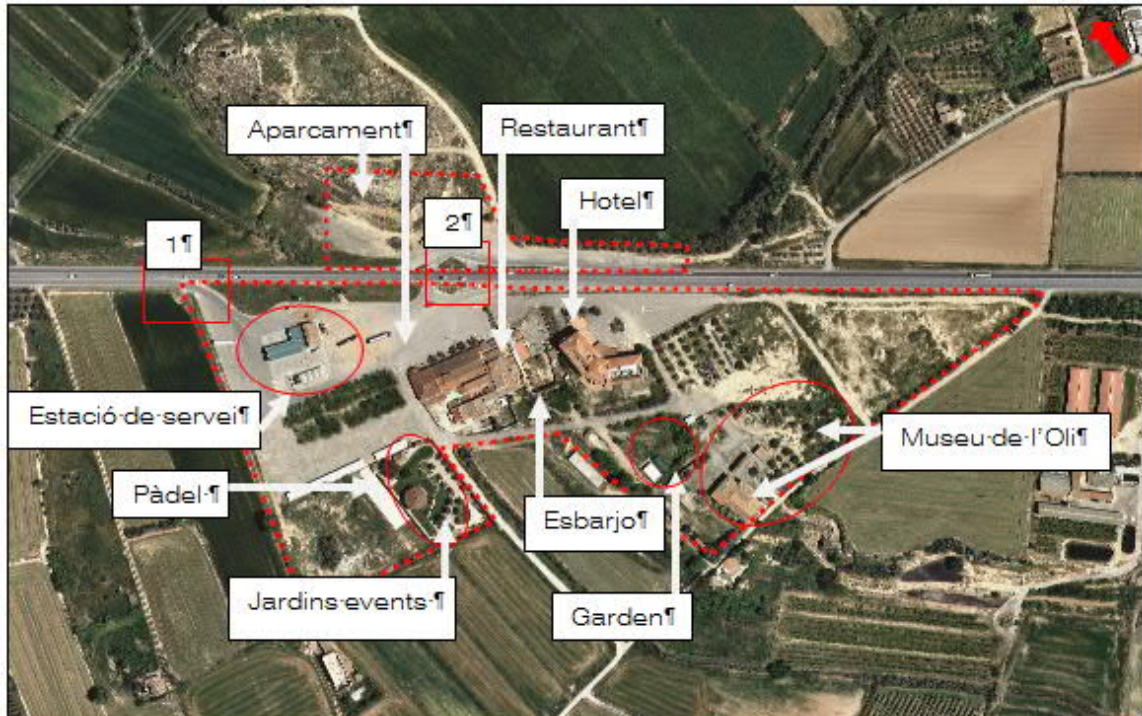 Aparcament¶
Restaurant¶
Hotel¶
1¶
2¶
Estació·de·servei¶
Museu·de·l'Oli¶
Pàdel·¶
Esbarjo¶
Jardins·events·¶
Garden¶